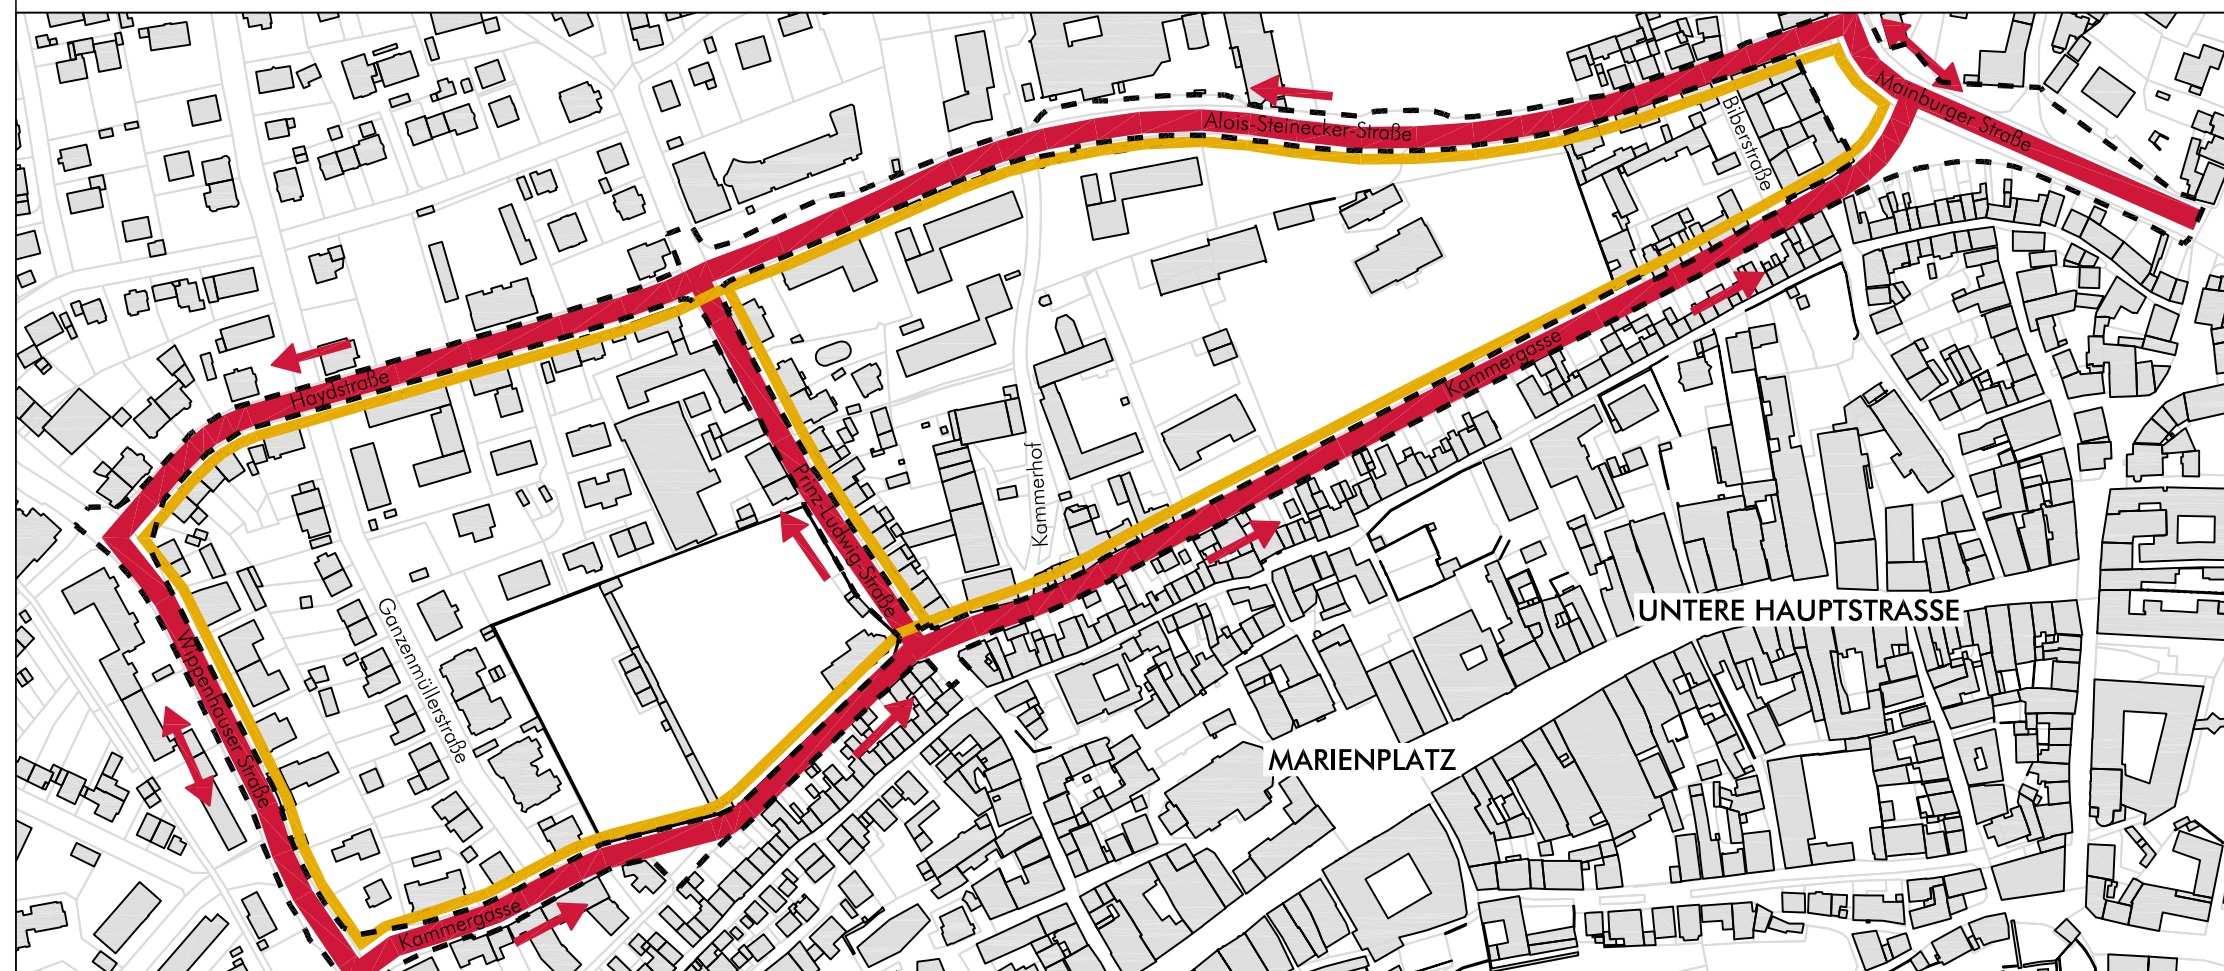 Mainburger Straße
Alois-Steinecker-Straße
Biberstraße
Haydstraße
Kammergasse
Prinz-Ludwig-Straße
Kammerhof
Ganzenmüllerstraße
UNTERE HAUPTSTRASSE
Wippenhauser Straße
MARIENPLATZ
Kammergasse